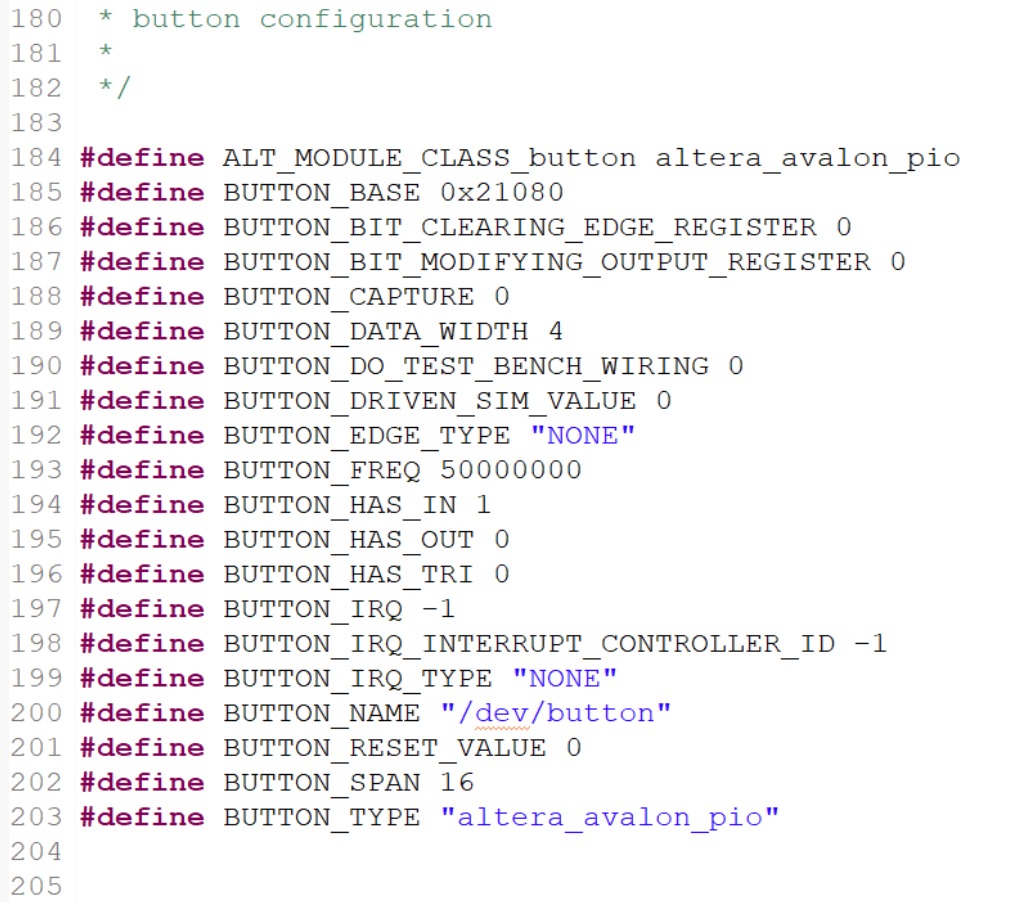 180  * button configuration
181  *
182  */
183
184 #define ALT_MODULE_CLASS_button altera_avalon_pio
185 #define BUTTON_BASE 0x21080
186 #define BUTTON_BIT_CLEARING_EDGE_REGISTER 0
187 #define BUTTON_BIT_MODIFYING_OUTPUT_REGISTER 0
188 #define BUTTON_CAPTURE 0
189 #define BUTTON_DATA_WIDTH 4
190 #define BUTTON_DO_TEST_BENCH_WIRING 0
191 #define BUTTON_DRIVEN_SIM_VALUE 0
192 #define BUTTON_EDGE_TYPE "NONE"
193 #define BUTTON_FREQ 50000000
194 #define BUTTON_HAS_IN 1
195 #define BUTTON_HAS_OUT 0
196 #define BUTTON_HAS_TRI 0
197 #define BUTTON_IRQ -1
198 #define BUTTON_IRQ_INTERRUPT_CONTROLLER_ID -1
199 #define BUTTON_IRQ_TYPE "NONE"
200 #define BUTTON_NAME "/dev/button"
201 #define BUTTON_RESET_VALUE 0
202 #define BUTTON_SPAN 16
203 #define BUTTON_TYPE "altera_avalon_pio"
204
205